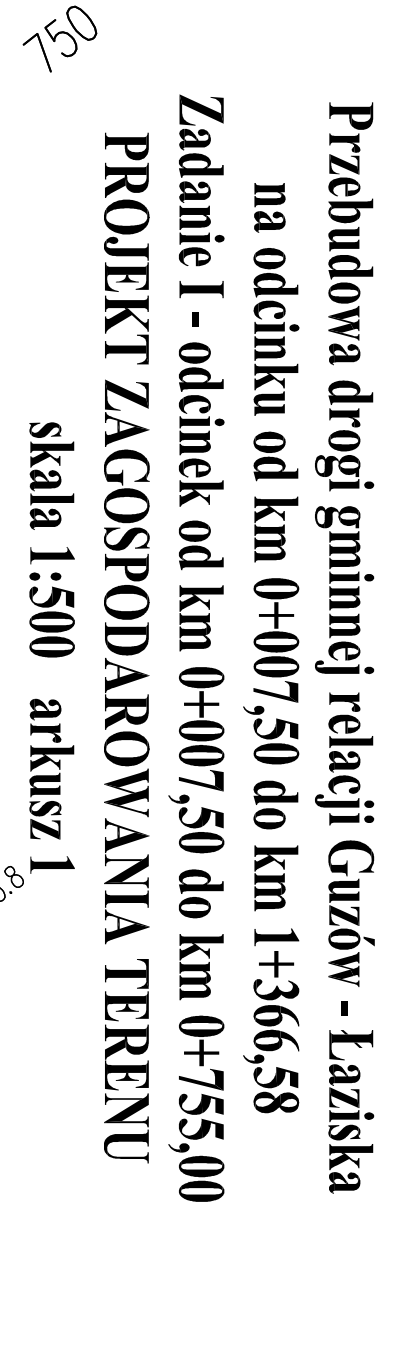 Przebudowa drogi gminnej relacji Guzów - Łaziska
na odcinku od km 0+007,50 do km 1+366,58
Zadanie I - odcinek od km 0+007,50 do km 0+755,00
PROJEKT ZAGOSPODAROWANIA TERENU
skala 1:500 arkusz 1
750